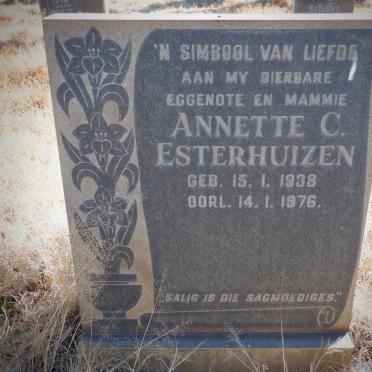 Schäfer
'N SIMBOOL VAN LIEFDE
AAN MY DIERBARE
EGGENOTE EN MAMMIE
ANNETTE C.
ESTERHUIZEN
GEB. 15. 1. 1938
OORL. 14. 1. 1976.
"SALIG IS DIE SAGMOEDIGES."